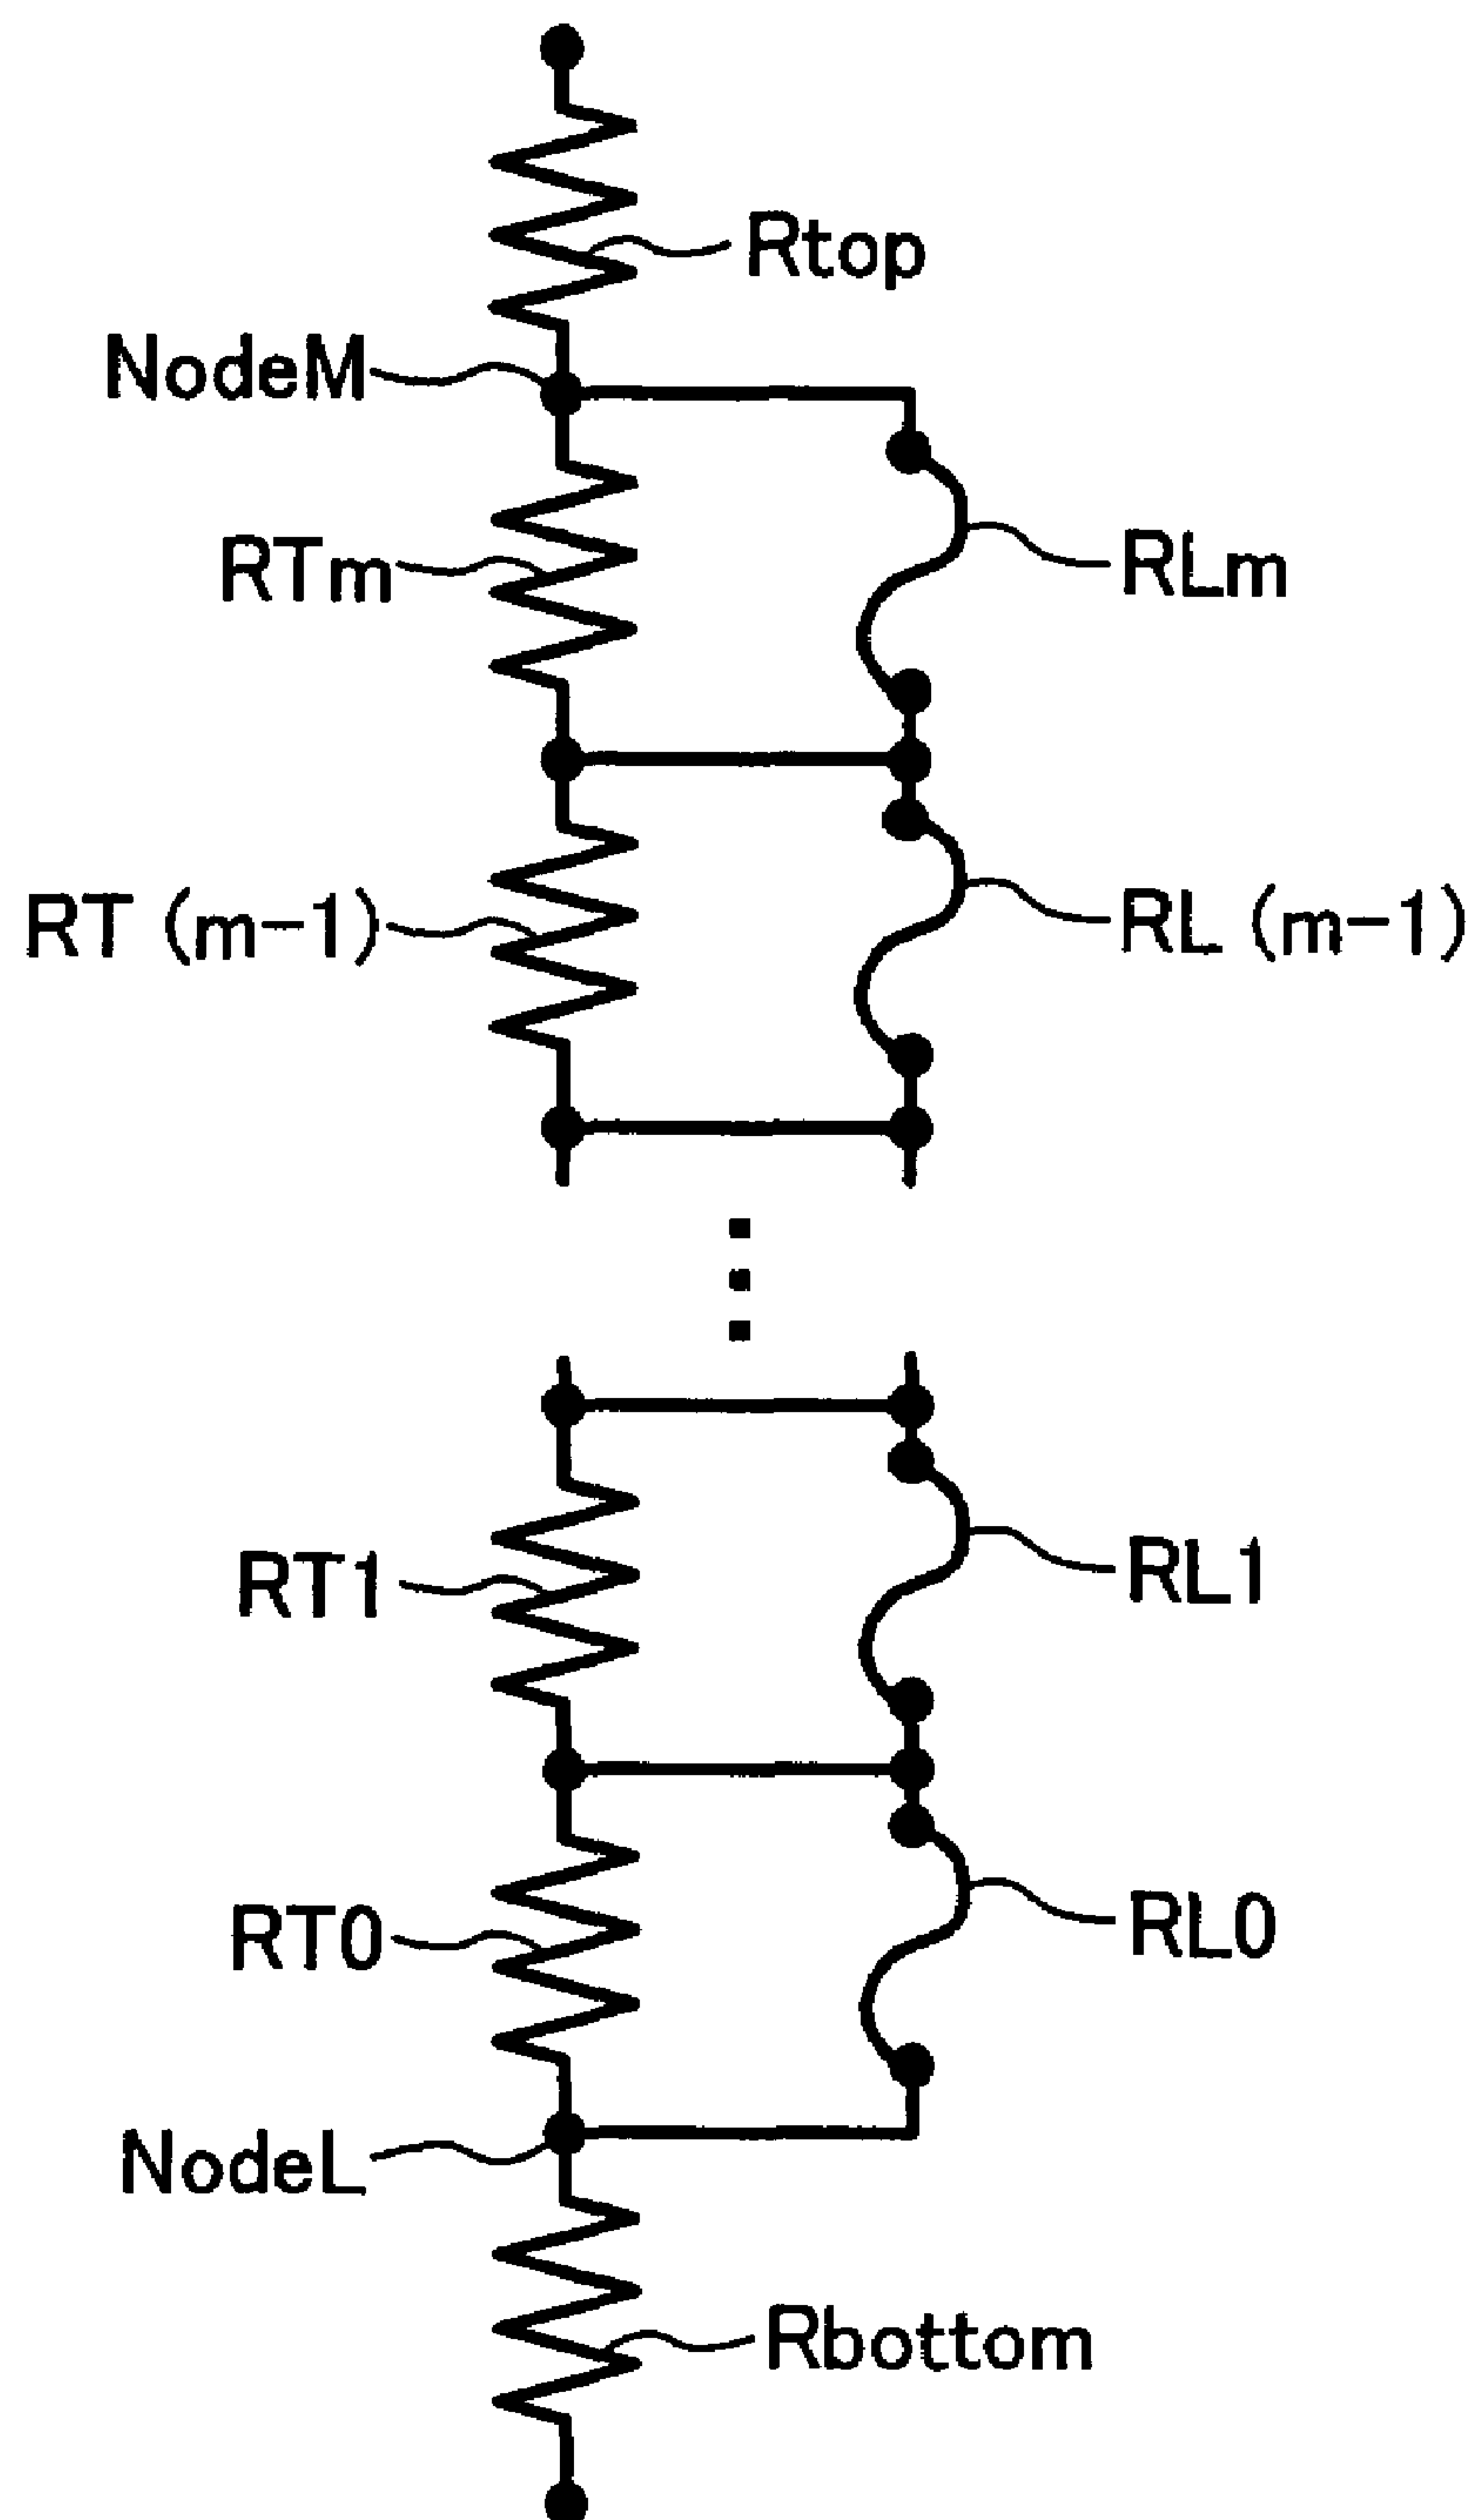 Rtop
NodeM
RTm
RLm
RT (m-1)
RL (m-1)
RT1
RL1
RT0
RL0
NodeL
Rbottom